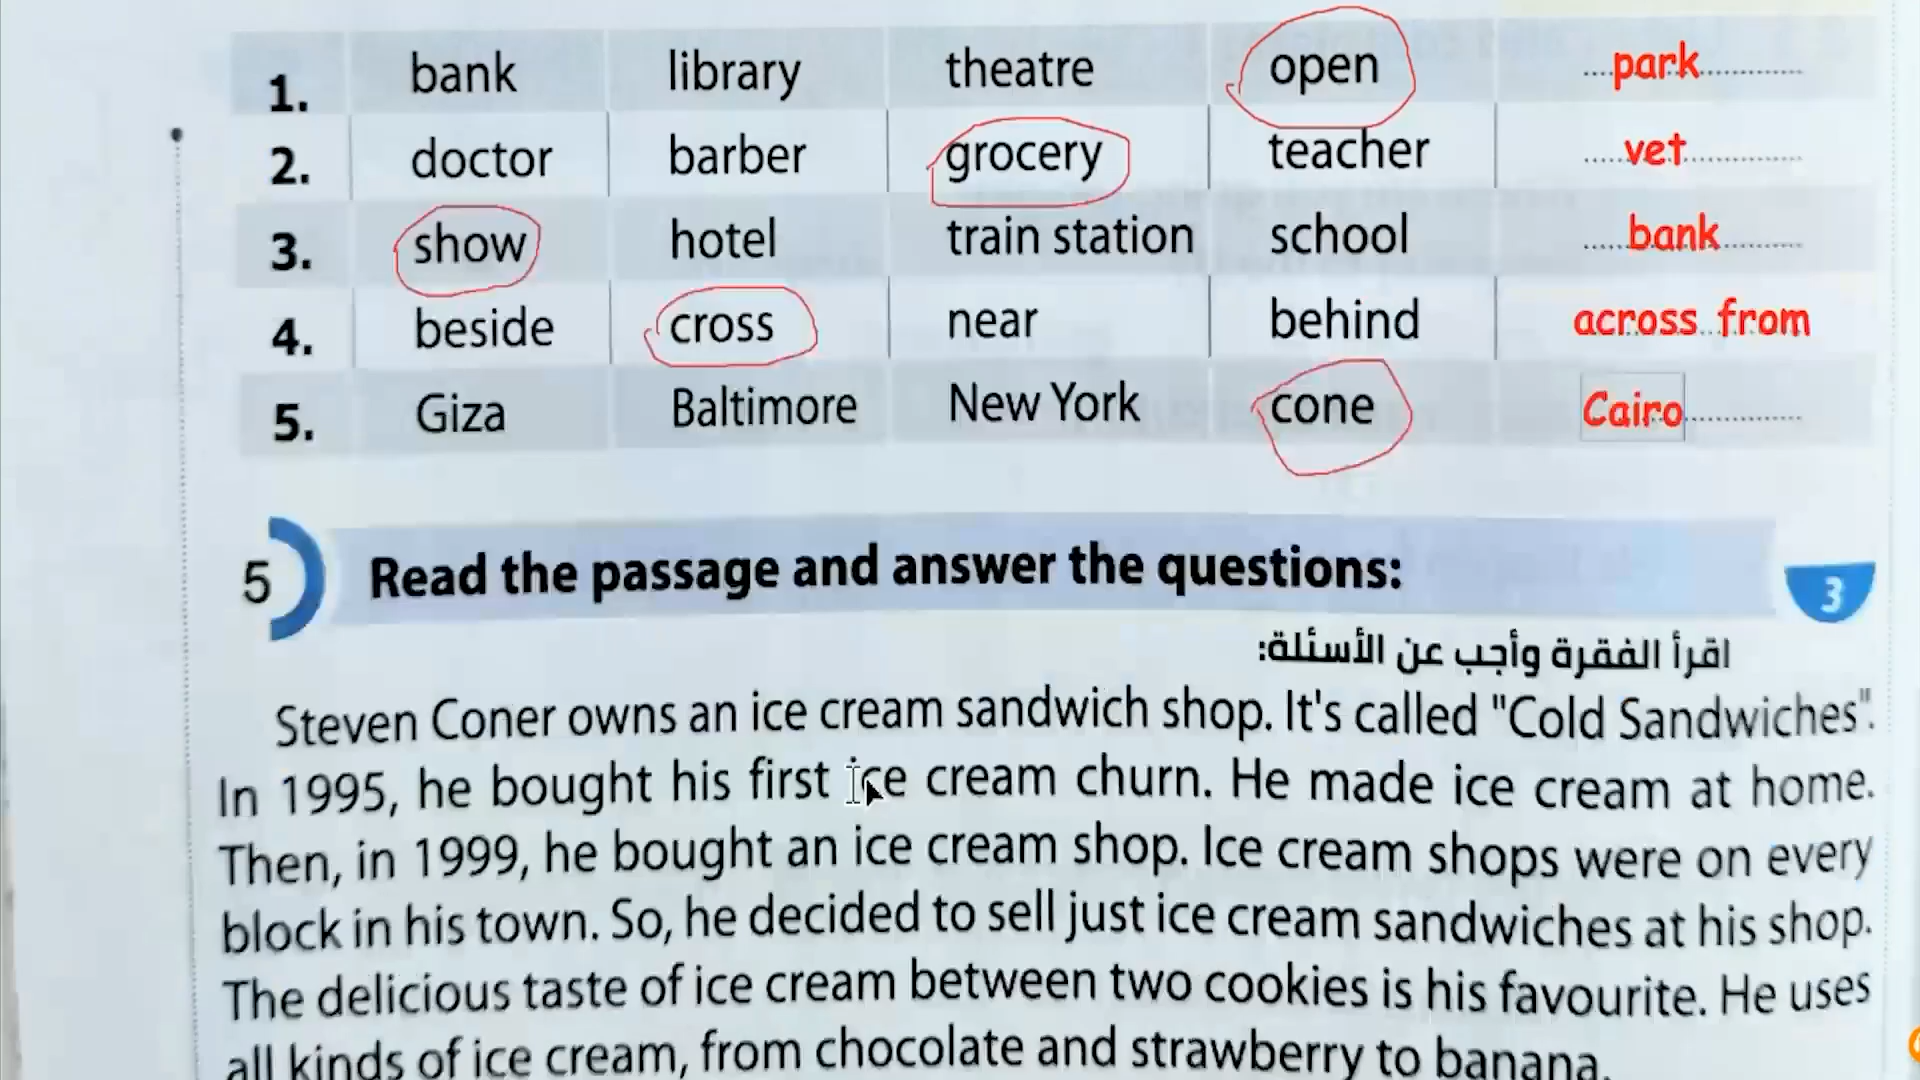 1. bank library theatre open ....park............
2. doctor barber grocery teacher .....vet...............
3. show hotel train station school .....bank............
4. beside cross near behind across from
5. Giza Baltimore New York cone Cairo................
5 Read the passage and answer the questions: 3
اقرأ الفقرة وأجب عن الأسئلة:
Steven Coner owns an ice cream sandwich shop. It's called "Cold Sandwiches".
In 1995, he bought his first ice cream churn. He made ice cream at home.
Then, in 1999, he bought an ice cream shop. Ice cream shops were on every
block in his town. So, he decided to sell just ice cream sandwiches at his shop.
The delicious taste of ice cream between two cookies is his favourite. He uses
all kinds of ice cream, from chocolate and strawberry to banana.